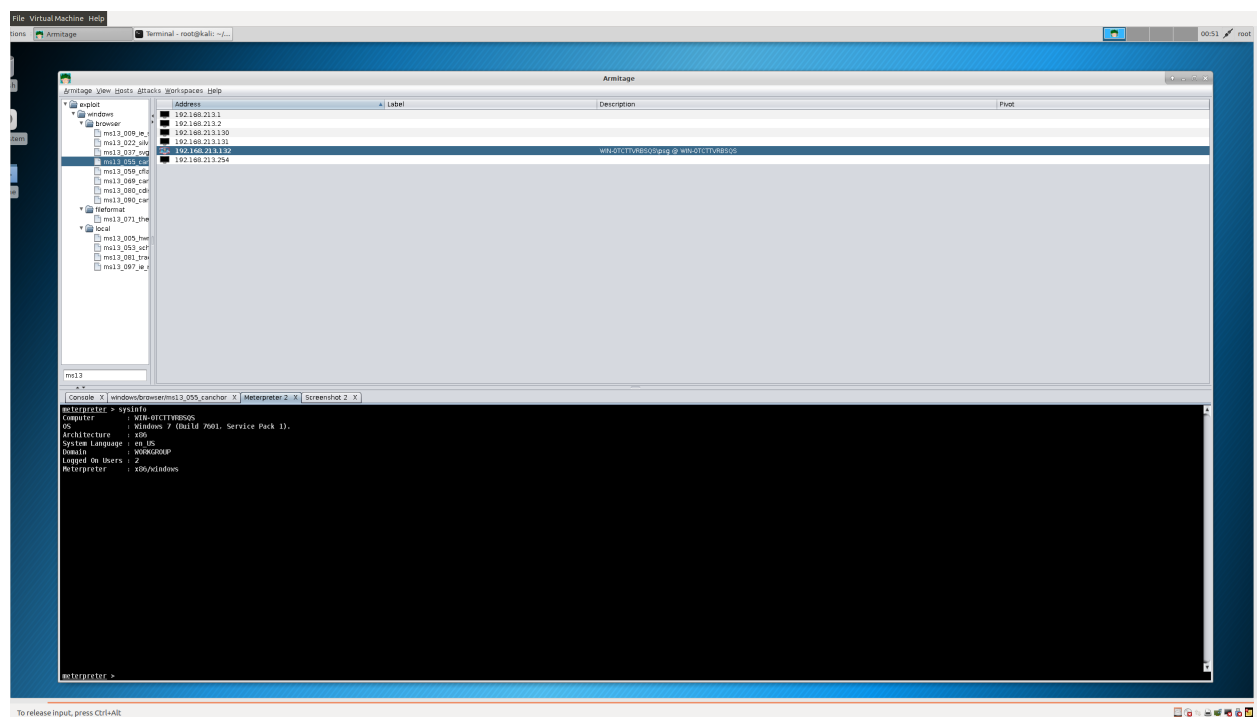 File Virtual Machine Help
tions Armitage Terminal - root@kali: ~/... 00:51 root
Armitage
Armitage View Hosts Attacks Workspaces Help
exploit
windows
browser
ms13_009_ie_
ms13_022_silv
ms13_037_svg
ms13_055_can
ms13_059_cfla
ms13_069_car
ms13_080_cdi
ms13_090_car
fileformat
ms13_071_the
local
ms13_005_hwn
ms13_053_sch
ms13_081_tra
ms13_097_ie_
ms13
Address Label Description Pivot
192.168.213.1
192.168.213.2
192.168.213.130
192.168.213.131
192.168.213.132 WIN-0TCTTVRBSQS\psg @ WIN-0TCTTVRBSQS
192.168.213.254
Console X windows/browser/ms13_055_canchor X Meterpreter 2 X Screenshot 2 X
meterpreter > sysinfo
Computer : WIN-0TCTTVRBSQS
OS : Windows 7 (Build 7601, Service Pack 1).
Architecture : x86
System Language : en_US
Domain : WORKGROUP
Logged On Users : 2
Meterpreter : x86/windows
meterpreter >
To release input, press Ctrl+Alt